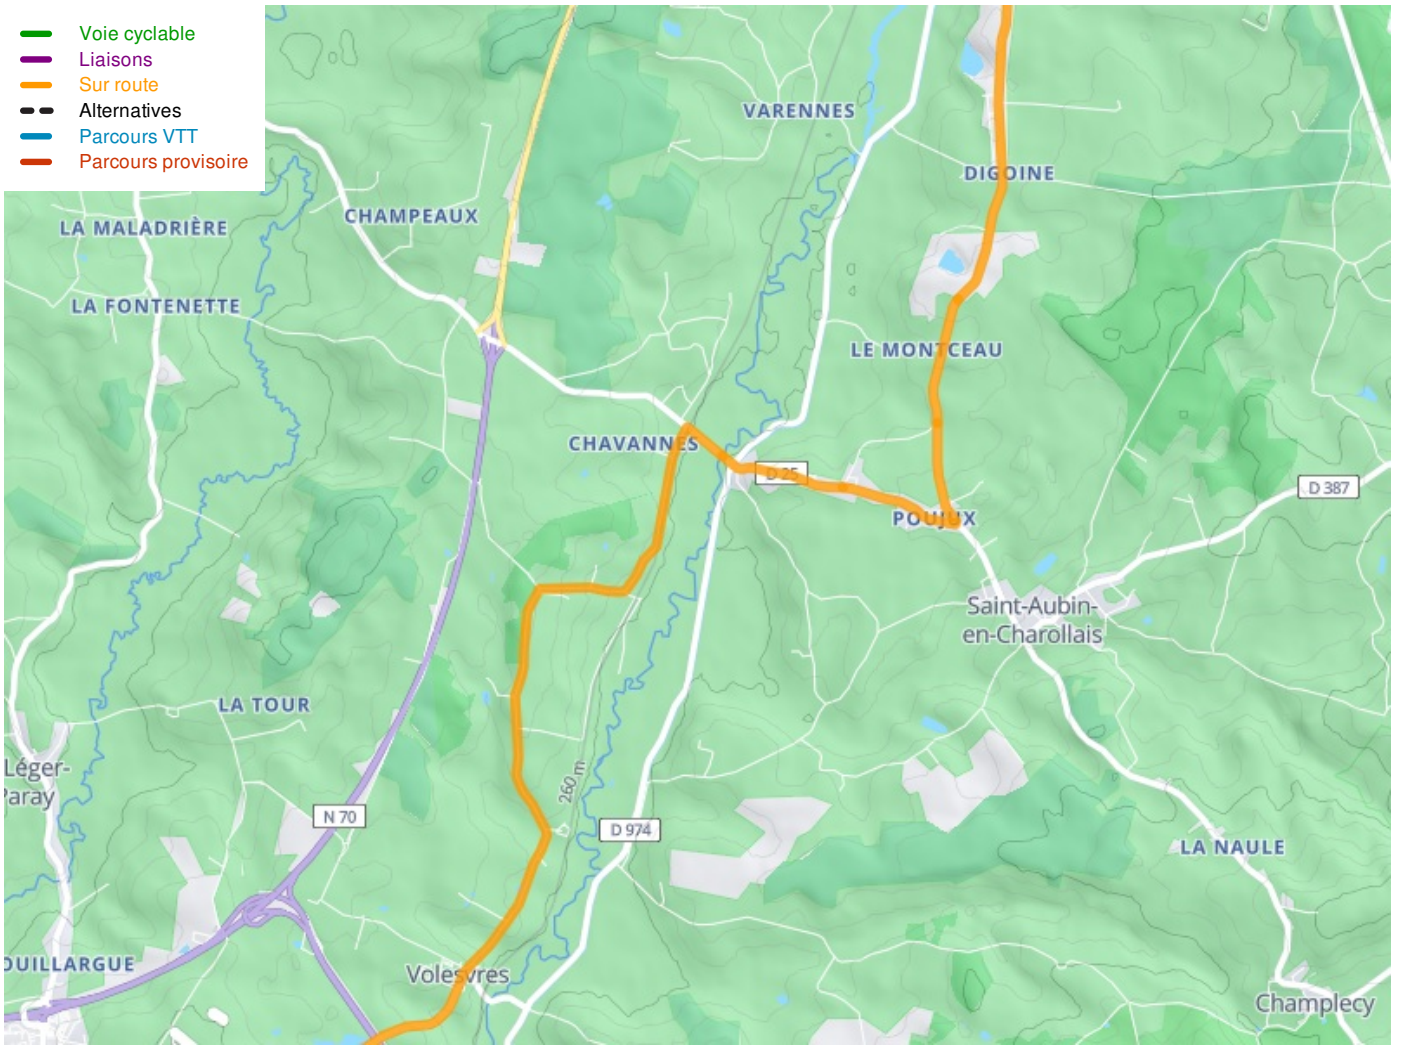 Voie cyclable
Liaisons
Sur route
Alternatives
Parcours VTT
Parcours provisoire
VARENNES
DIGOINE
LA MALADRIÈRE
CHAMPEAUX
LA FONTENETTE
LE MONTCEAU
CHAVANNES
D 25
D 387
POUJUX
Saint-Aubin-
en-Charollais
LA TOUR
Léger-
Paray
260 m
N 70
D 974
LA NAULE
OUILLARGUE
Volesvres
Champlecy